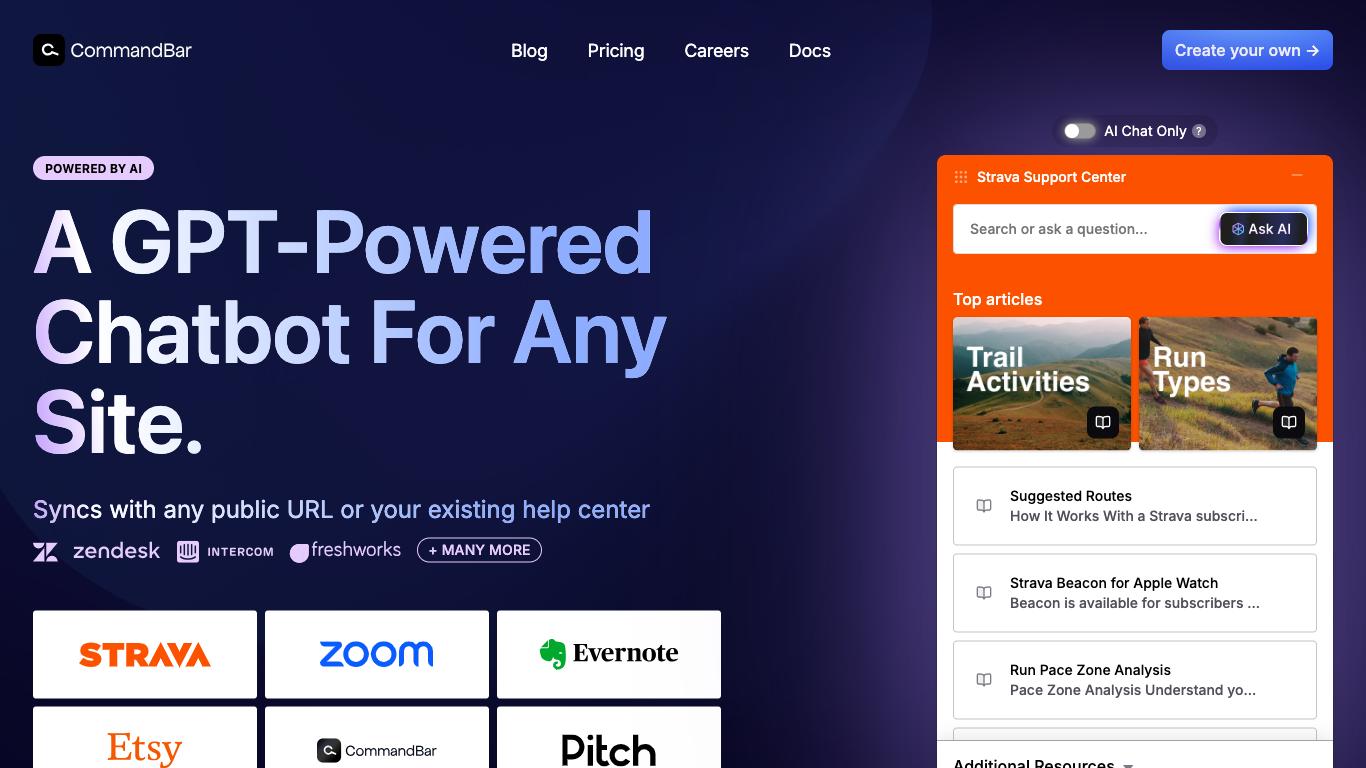 CommandBar
Blog
Pricing
Careers
Docs
Create your own →
AI Chat Only ?
POWERED BY AI
A GPT-Powered
Chatbot For Any
Site.
Syncs with any public URL or your existing help center
zendesk
INTERCOM
freshworks
+ MANY MORE
STRAVA
zoom
Evernote
Etsy
CommandBar
Pitch
Strava Support Center
Search or ask a question...
Ask AI
Top articles
Trail
Activities
Run
Types
Suggested Routes
How It Works With a Strava subscri...
Strava Beacon for Apple Watch
Beacon is available for subscribers ...
Run Pace Zone Analysis
Pace Zone Analysis Understand yo...
Additional Resources